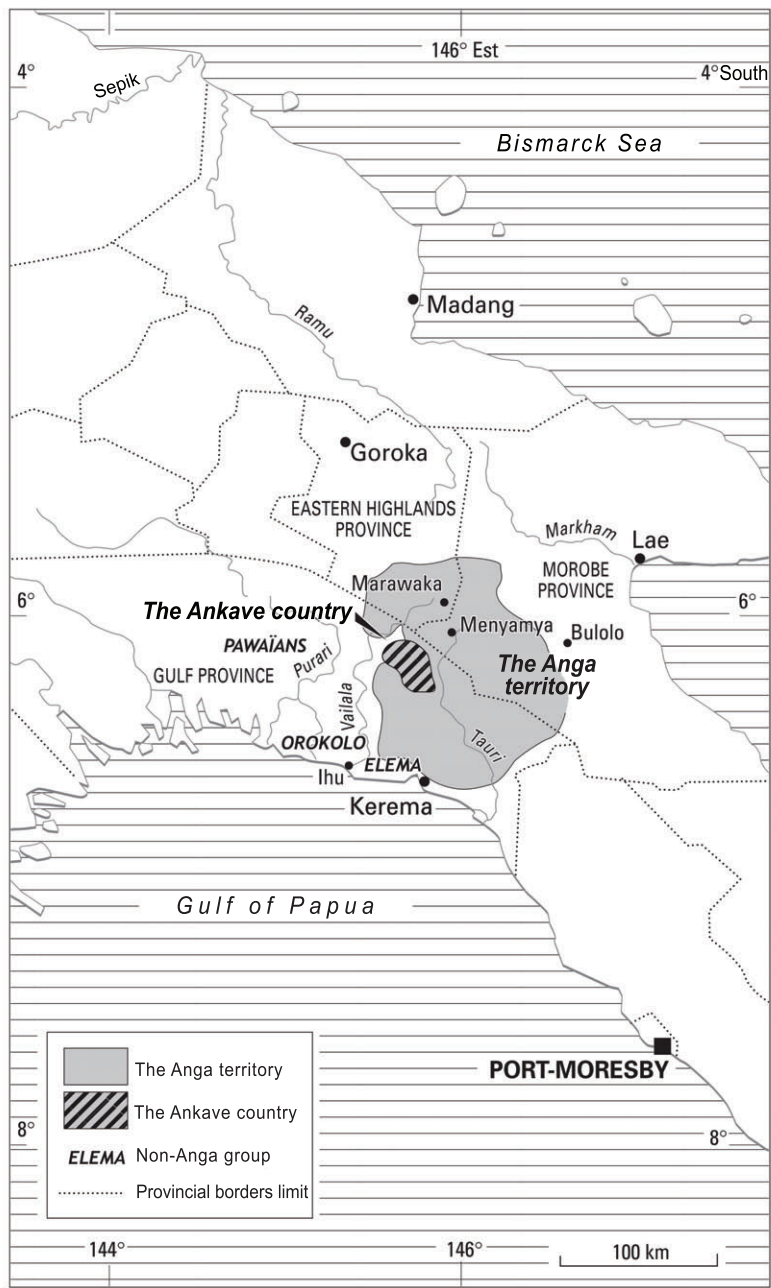 146° Est
4°
4°South
Sepik
Bismarck Sea
Madang
Ramu
Goroka
EASTERN HIGHLANDS
PROVINCE
Markham
Lae
MOROBE
PROVINCE
Marawaka
6°
6°
The Ankave country
Menyamya
Bulolo
PAWAÏANS
Purari
GULF PROVINCE
The Anga
territory
Vailala
OROKOLO
Tauri
ELEMA
Ihu
Kerema
Gulf of Papua
PORT-MORESBY
The Anga territory
The Ankave country
8°
8°
ELEMA Non-Anga group
Provincial borders limit
144°
146°
100 km